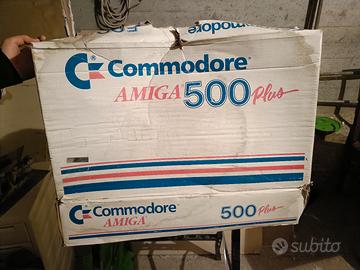 Commodore
Commodore®
AMIGA 500 Plus
Commodore®
AMIGA
500 Plus
subito